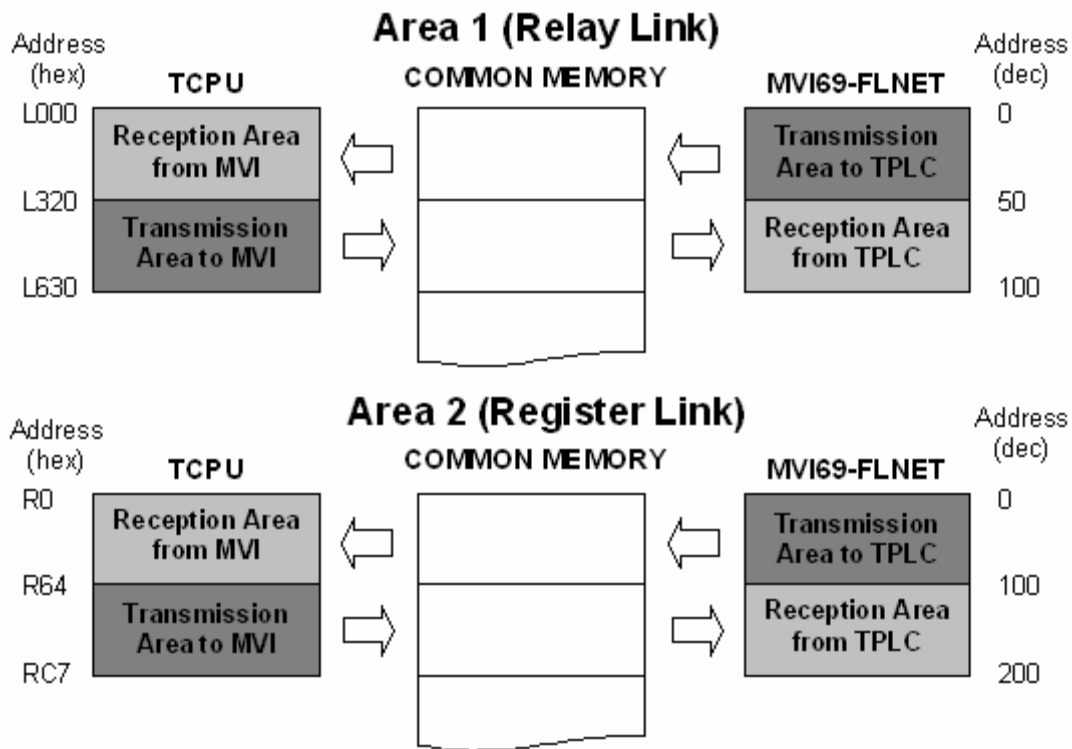 Area 1 (Relay Link)
Address
(hex)
TCPU
COMMON MEMORY
MVI69-FLNET
Address
(dec)
L000
Reception Area
from MVI
Transmission
Area to TPLC
0
L320
Transmission
Area to MVI
Reception Area
from TPLC
50
L630
100
Area 2 (Register Link)
Address
(hex)
TCPU
COMMON MEMORY
MVI69-FLNET
Address
(dec)
R0
Reception Area
from MVI
Transmission
Area to TPLC
0
R64
Transmission
Area to MVI
Reception Area
from TPLC
100
RC7
200